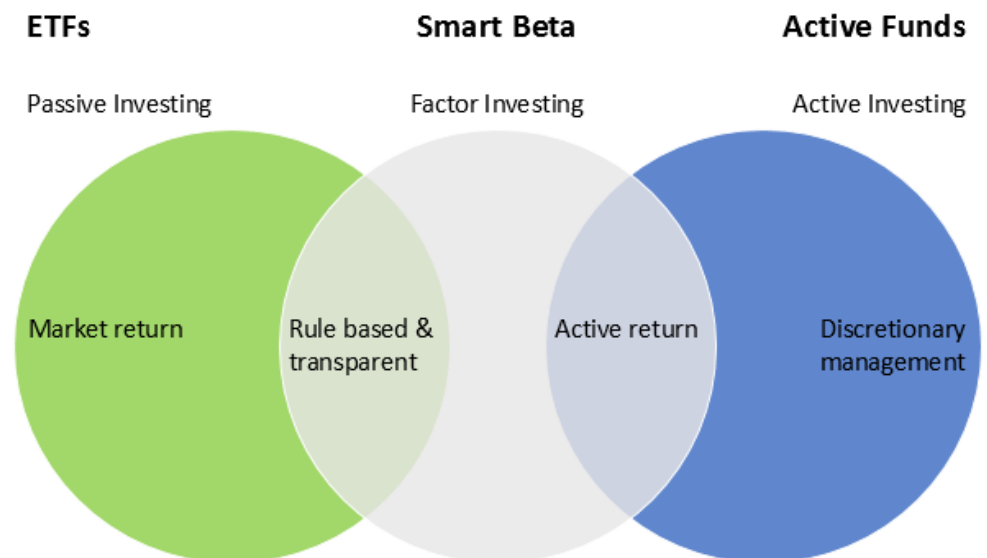 ETFs
Smart Beta
Active Funds
Passive Investing
Factor Investing
Active Investing
Market return
Rule based &
transparent
Active return
Discretionary
management